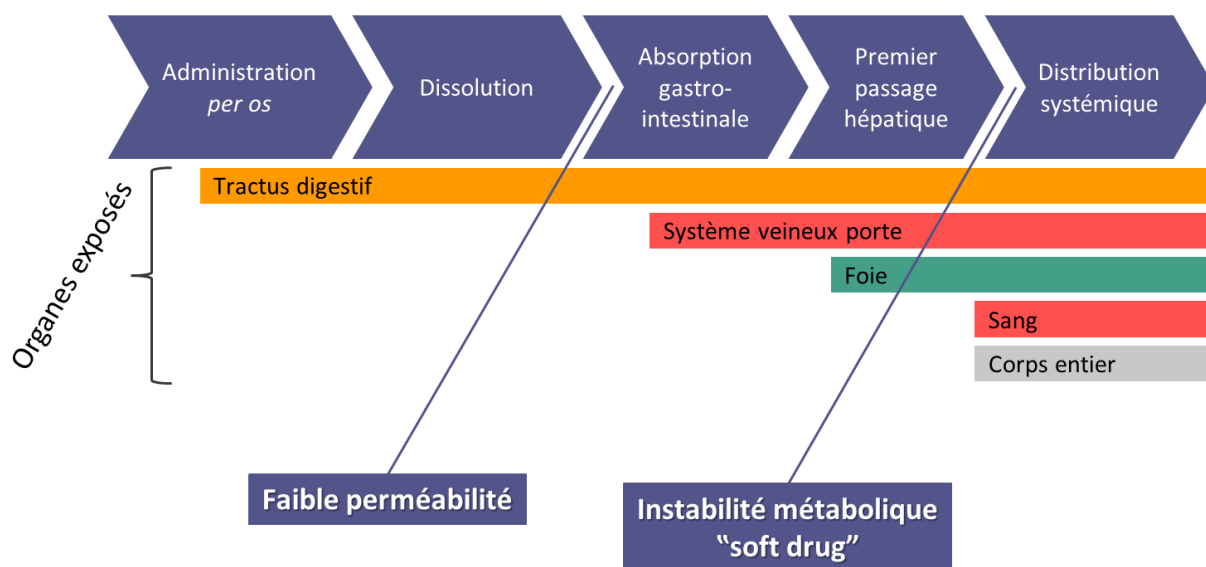 Administration
per os
Dissolution
Absorption
gastro-
intestinale
Premier
passage
hépatique
Distribution
systémique
Organes exposés
Tractus digestif
Système veineux porte
Foie
Sang
Corps entier
Faible perméabilité
Instabilité métabolique
“soft drug”